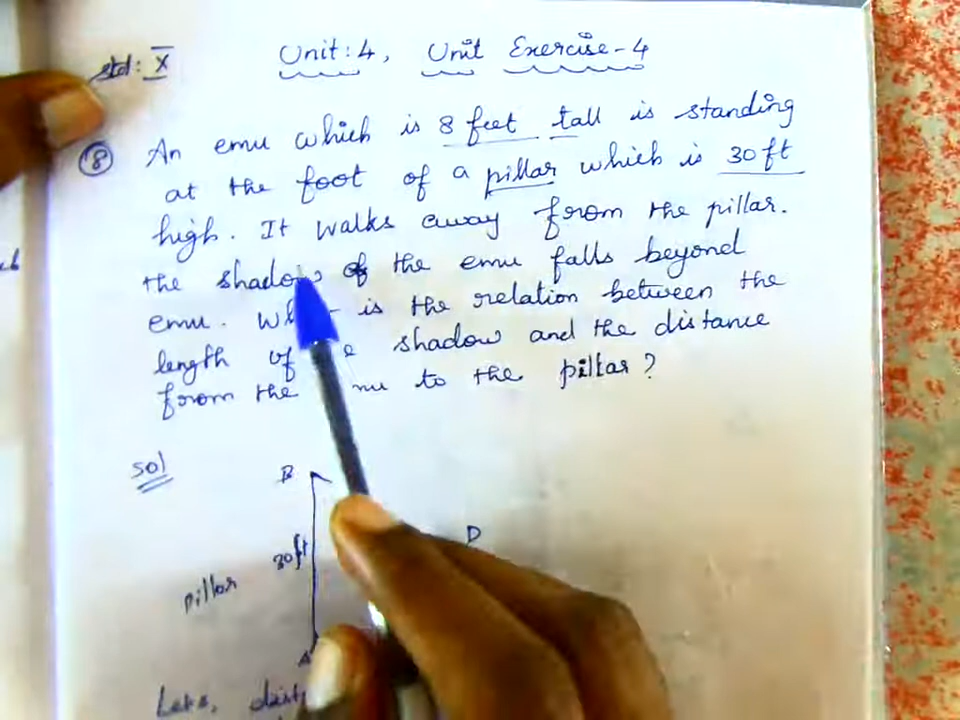 std: X
Unit: 4, Unit Exercise-4
8 An emu which is 8 feet tall is standing
at the foot of a pillar which is 30 ft
high. It walks away from the pillar.
the shadow of the emu falls beyond
emu. is the relation between the
length of shadow and the distance
from the to the pillar?
sol
B
D
30ft
pillar
A
Lets,